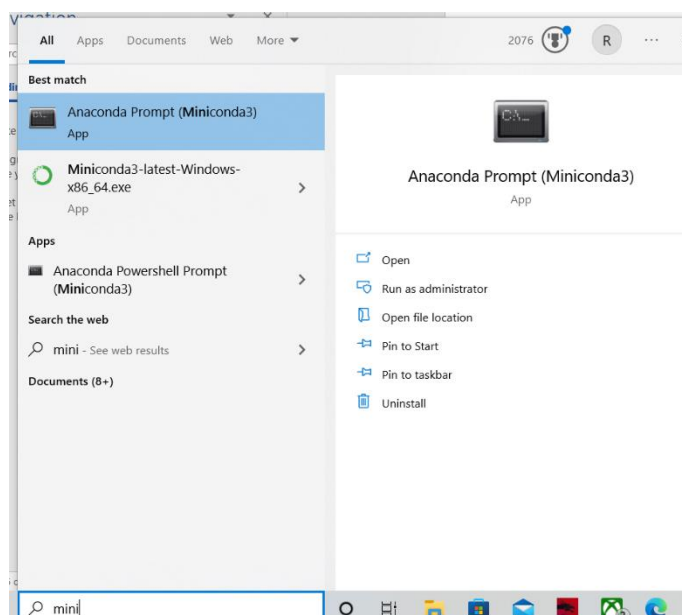 vigation
All Apps Documents Web More 2076 R ...
Best match
Anaconda Prompt (Miniconda3)
App
Miniconda3-latest-Windows-
x86_64.exe
App
Apps
Anaconda Powershell Prompt
(Miniconda3)
Search the web
mini - See web results
Documents (8+)
Anaconda Prompt (Miniconda3)
App
Open
Run as administrator
Open file location
Pin to Start
Pin to taskbar
Uninstall
mini